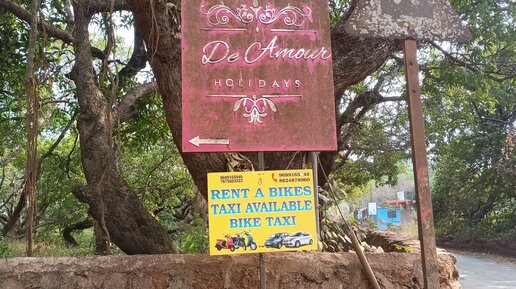 De Amour
HOLIDAYS
RENT A BIKES
TAXI AVAILABLE
BIKE TAXI